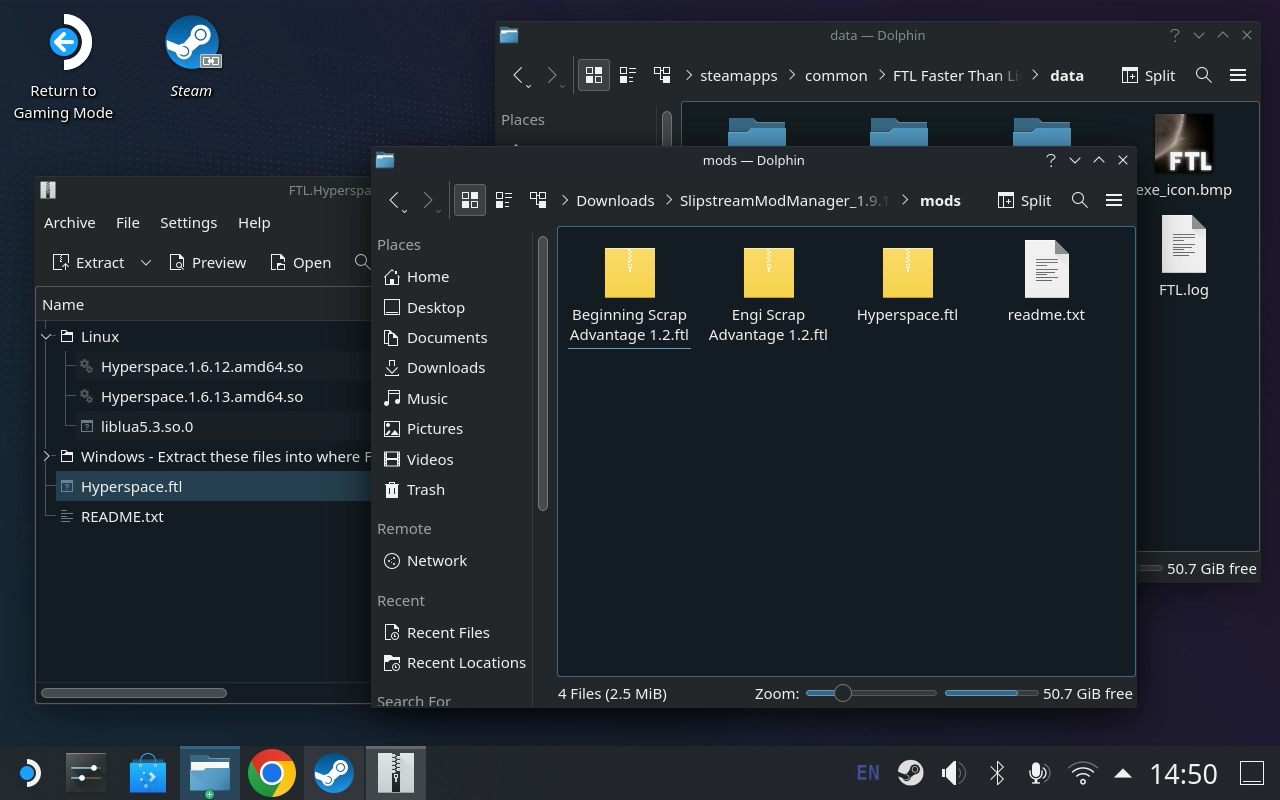 Return to
Gaming Mode
Steam
data — Dolphin
steamapps
common
FTL Faster Than Li
data
Split
Places
FTL
exe_icon.bmp
FTL.log
50.7 GiB free
FTL.Hyperspa
Archive
File
Settings
Help
Extract
Preview
Open
Name
Linux
Hyperspace.1.6.12.amd64.so
Hyperspace.1.6.13.amd64.so
liblua5.3.so.0
Windows - Extract these files into where F
Hyperspace.ftl
README.txt
mods — Dolphin
Downloads
SlipstreamModManager_1.9.1
mods
Split
Places
Home
Desktop
Documents
Downloads
Music
Pictures
Videos
Trash
Remote
Network
Recent
Recent Files
Recent Locations
Search For
Beginning Scrap
Advantage 1.2.ftl
Engi Scrap
Advantage 1.2.ftl
Hyperspace.ftl
readme.txt
4 Files (2.5 MiB)
Zoom:
50.7 GiB free
EN
14:50